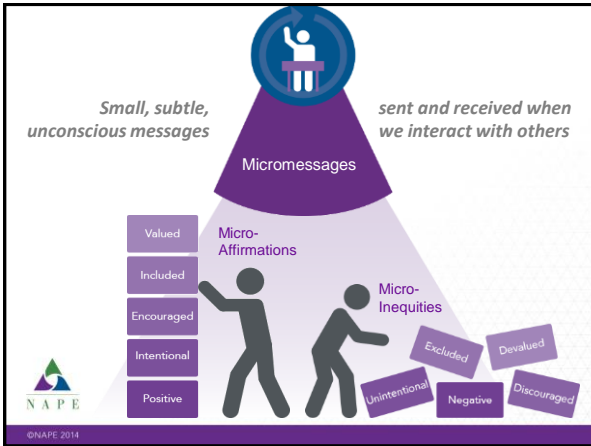 Small, subtle,
unconscious messages
sent and received when
we interact with others
Micromessages
Micro-
Affirmations
Valued
Included
Encouraged
Intentional
Positive
Micro-
Inequities
Excluded
Devalued
Unintentional
Negative
Discouraged
NAPE
©NAPE 2014